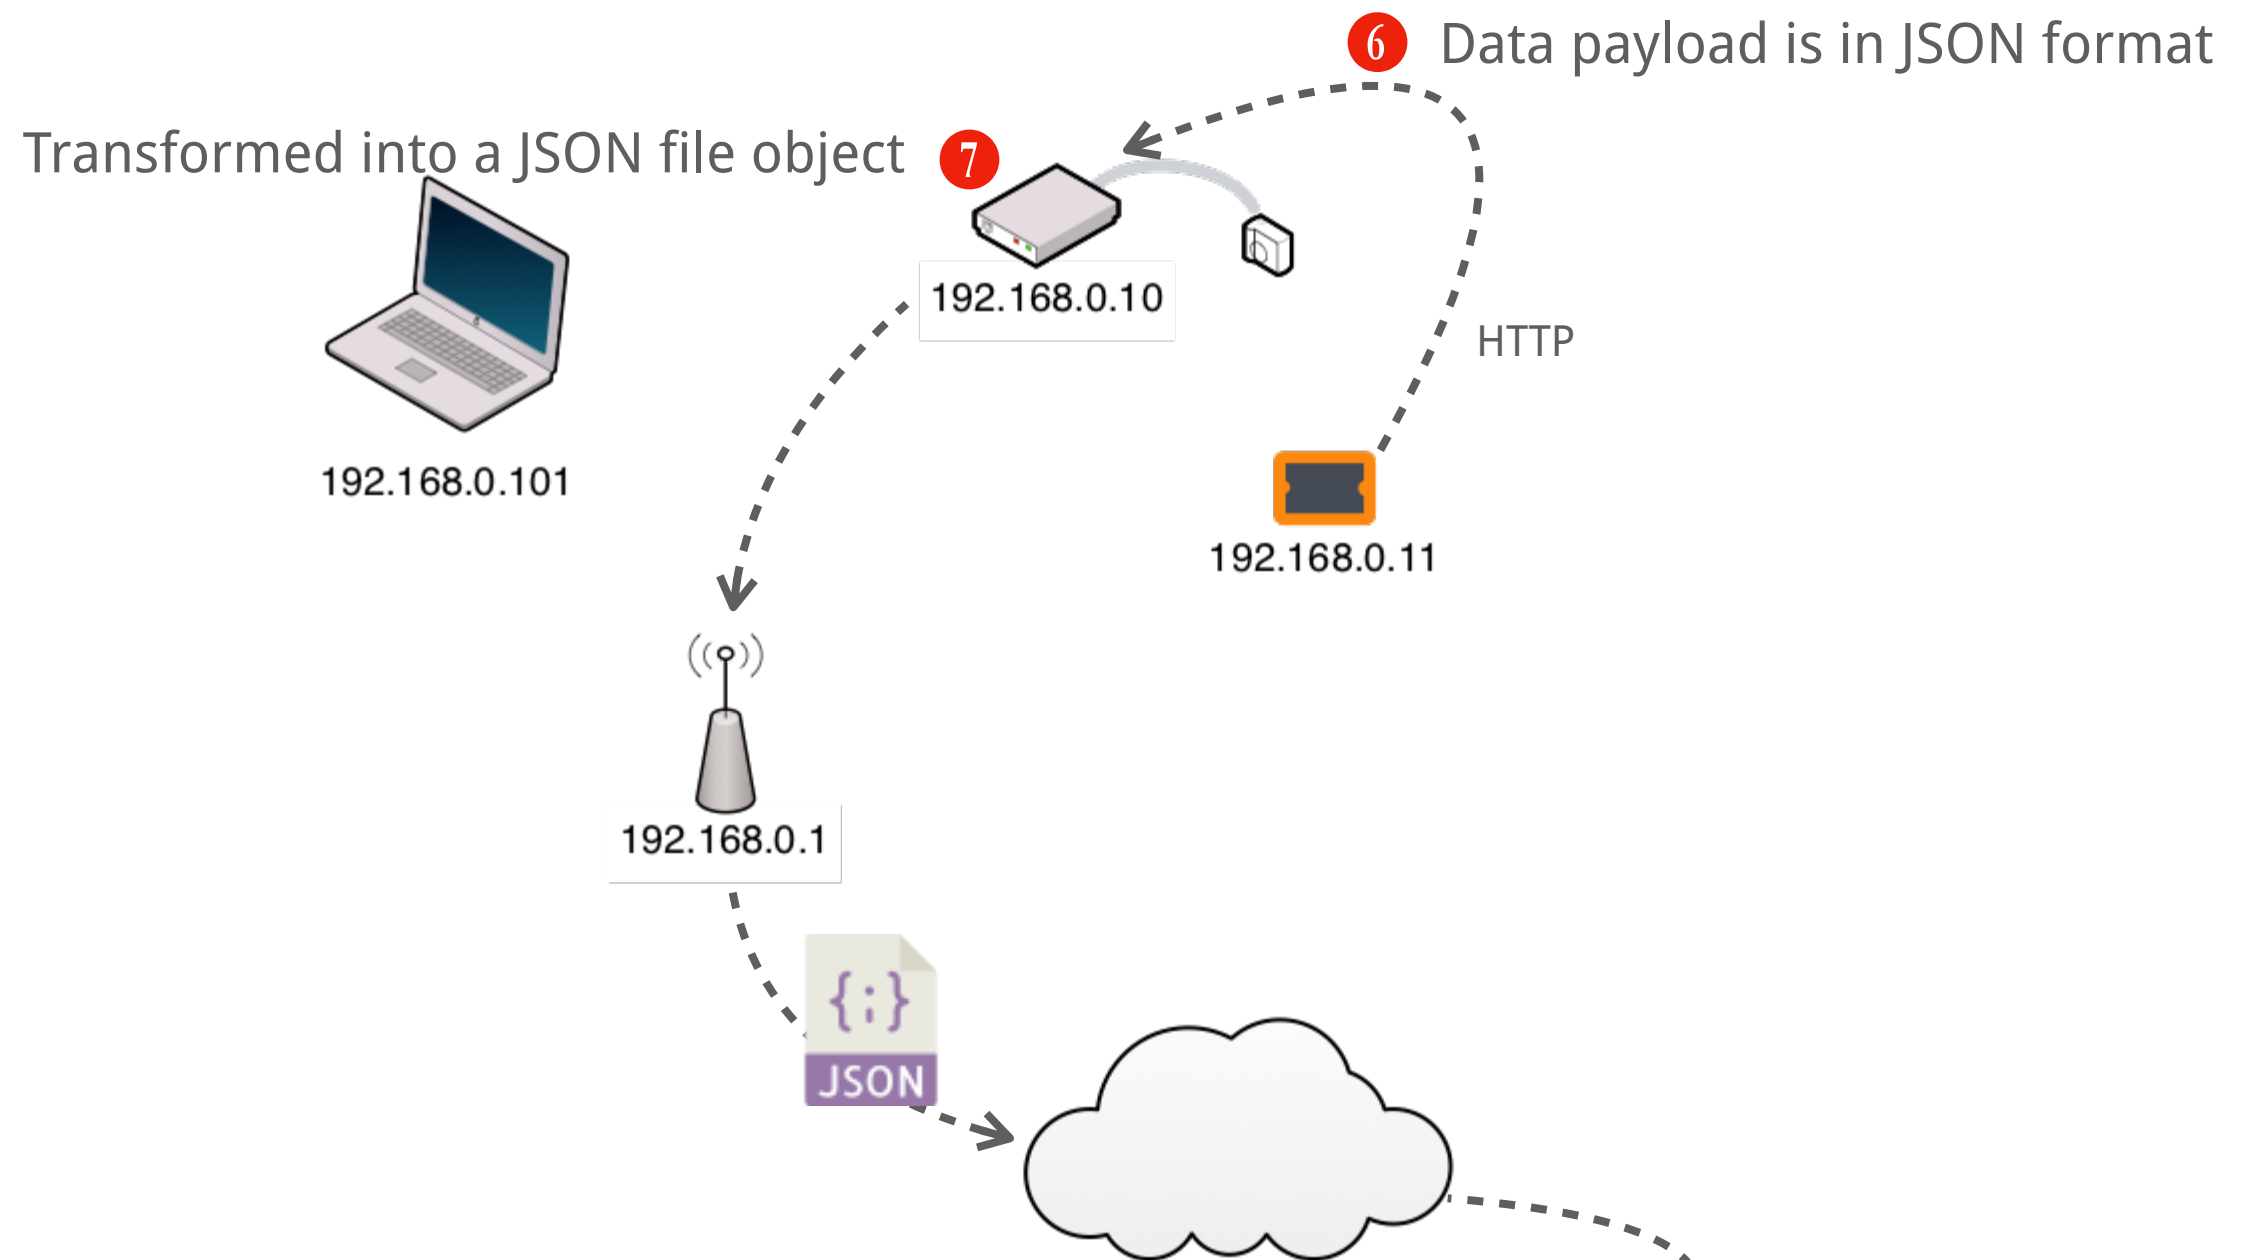 6 Data payload is in JSON format
Transformed into a JSON file object 7
192.168.0.10
HTTP
192.168.0.101
192.168.0.11
192.168.0.1
{;}
JSON